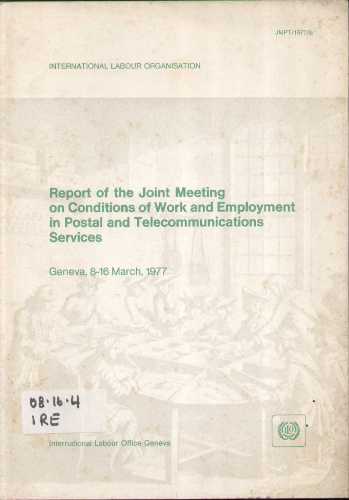 JMPT/1977/
INTERNATIONAL LABOUR ORGANISATION
Report of the Joint Meeting
on Conditions of Work and Employment
in Postal and Telecommunications
Services
Geneva, 8-16 March, 1977
08.16.4
IRE
International Labour Office Geneva